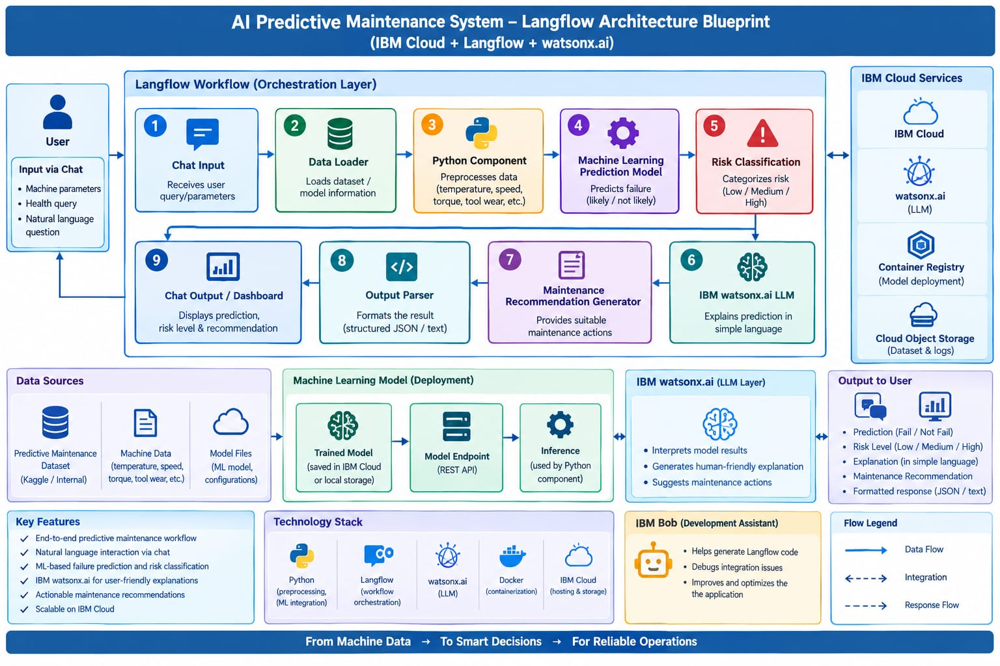 AI Predictive Maintenance System – Langflow Architecture Blueprint
(IBM Cloud + Langflow + watsonx.ai)
User
Input via Chat
• Machine parameters
• Health query
• Natural language
question
Langflow Workflow (Orchestration Layer)
1
Chat Input
Receives user
query/parameters
2
Data Loader
Loads dataset /
model information
3
Python Component
Preprocesses data
(temperature, speed,
torque, tool wear, etc.)
4
Machine Learning
Prediction Model
Predicts failure
(likely / not likely)
5
Risk Classification
Categorizes risk
(Low / Medium /
High)
9
Chat Output / Dashboard
Displays prediction,
risk level & recommendation
8
Output Parser
Formats the result
(structured JSON / text)
7
Maintenance
Recommendation Generator
Provides suitable
maintenance actions
6
IBM watsonx.ai LLM
Explains prediction in
simple language
IBM Cloud Services
IBM Cloud
watsonx.ai
(LLM)
Container Registry
(Model deployment)
Cloud Object Storage
(Dataset & logs)
Data Sources
Predictive Maintenance
Dataset
(Kaggle / Internal)
Machine Data
(temperature, speed,
torque, tool wear, etc.)
Model Files
(ML model,
configurations)
Machine Learning Model (Deployment)
Trained Model
(saved in IBM Cloud
or local storage)
Model Endpoint
(REST API)
Inference
(used by Python
component)
IBM watsonx.ai (LLM Layer)
• Interprets model results
• Generates human-friendly explanation
• Suggests maintenance actions
Output to User
• Prediction (Fail / Not Fail)
• Risk Level (Low / Medium / High)
• Explanation (in simple language)
• Maintenance Recommendation
• Formatted response (JSON / text)
Key Features
✓ End-to-end predictive maintenance workflow
✓ Natural language interaction via chat
✓ ML-based failure prediction and risk classification
✓ IBM watsonx.ai for user-friendly explanations
✓ Actionable maintenance recommendations
✓ Scalable on IBM Cloud
Technology Stack
Python
(preprocessing,
(ML integration)
Langflow
(workflow
orchestration)
watsonx.ai
(LLM)
Docker
(containerization)
IBM Cloud
(hosting & storage)
IBM Bob (Development Assistant)
• Helps generate Langflow code
• Debugs integration issues
• Improves and optimizes the
the application
Flow Legend
Data Flow
Integration
Response Flow
From Machine Data → To Smart Decisions → For Reliable Operations